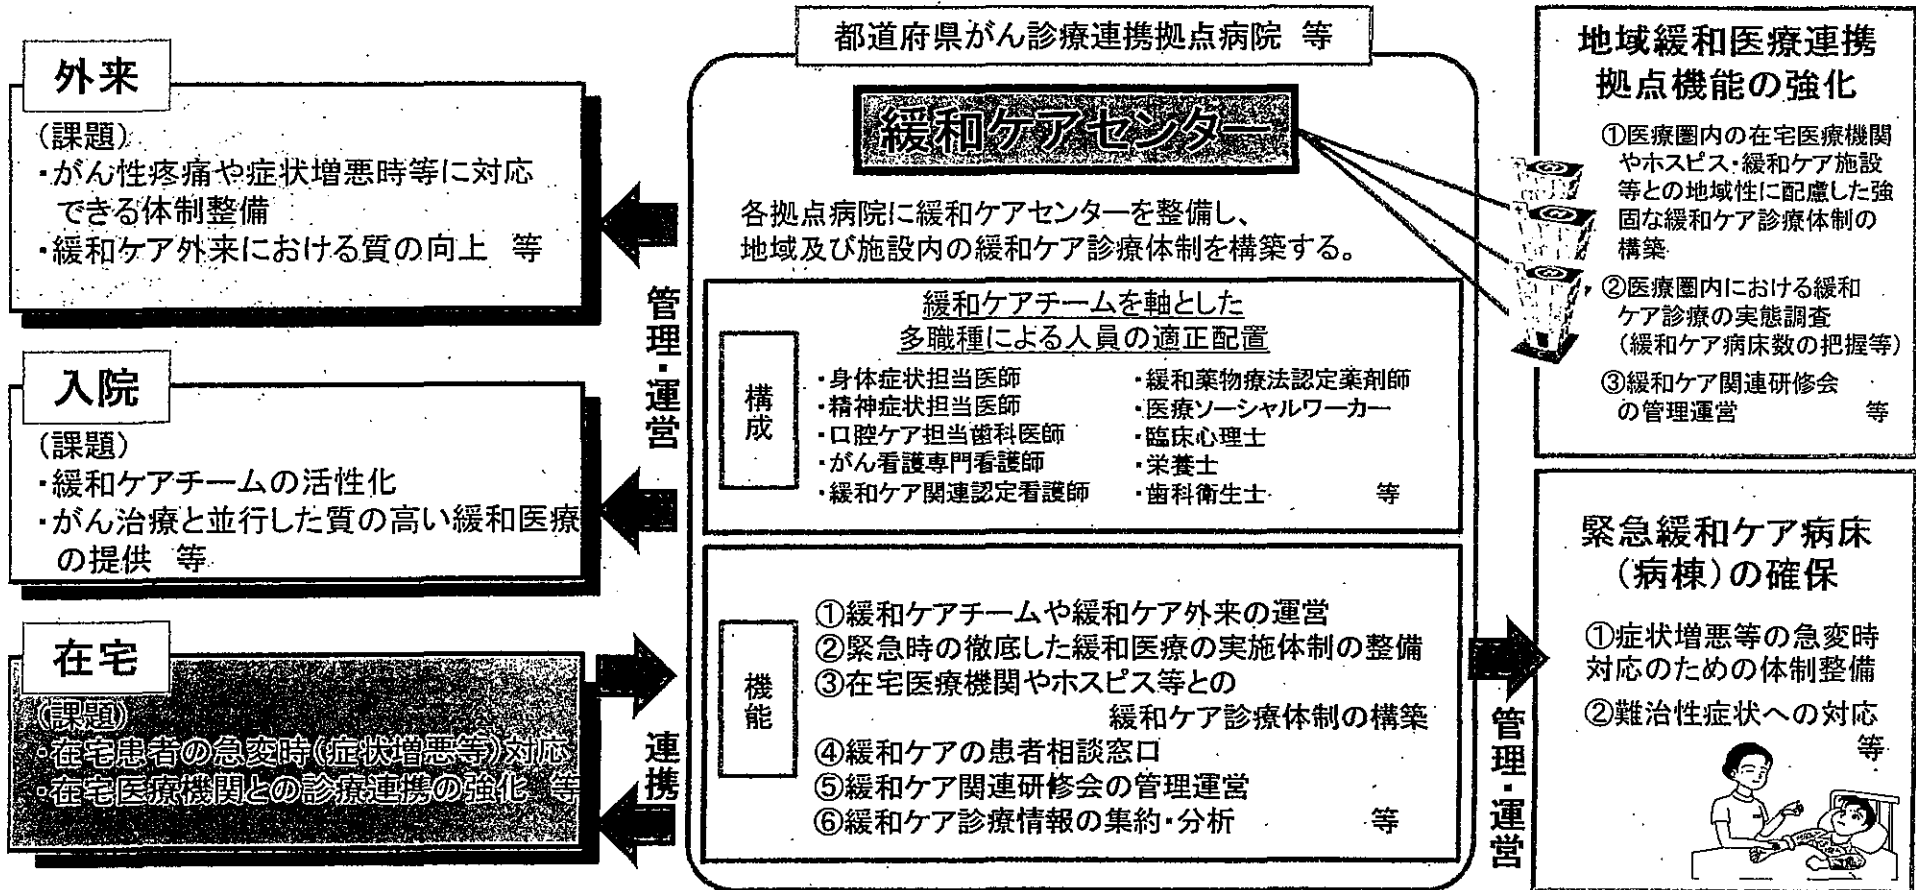 外来
(課題)
・がん性疼痛や症状増悪時等に対応
できる体制整備
・緩和ケア外来における質の向上 等
入院
(課題)
・緩和ケアチームの活性化
・がん治療と並行した質の高い緩和医療
の提供 等
在宅
(課題)
・在宅患者の急変時(症状増悪等)対応
・在宅医療機関との診療連携の強化 等
管理・運営
連携
都道府県がん診療連携拠点病院 等
緩和ケアセンター
各拠点病院に緩和ケアセンターを整備し、
地域及び施設内の緩和ケア診療体制を構築する。
緩和ケアチームを軸とした
多職種による人員の適正配置
構成
・身体症状担当医師
・精神症状担当医師
・口腔ケア担当歯科医師
・がん看護専門看護師
・緩和ケア関連認定看護師
・緩和薬物療法認定薬剤師
・医療ソーシャルワーカー
・臨床心理士
・栄養士
・歯科衛生士 等
機能
①緩和ケアチームや緩和ケア外来の運営
②緊急時の徹底した緩和医療の実施体制の整備
③在宅医療機関やホスピス等との
緩和ケア診療体制の構築
④緩和ケアの患者相談窓口
⑤緩和ケア関連研修会の管理運営
⑥緩和ケア診療情報の集約・分析 等
管理・運営
地域緩和医療連携
拠点機能の強化
①医療圏内の在宅医療機関
やホスピス・緩和ケア施設
等との地域性に配慮した強
固な緩和ケア診療体制の
構築
②医療圏内における緩和
ケア診療の実態調査
(緩和ケア病床数の把握等)
③緩和ケア関連研修会
の管理運営 等
緊急緩和ケア病床
(病棟)の確保
①症状増悪等の急変時
対応のための体制整備
②難治性症状への対応
等